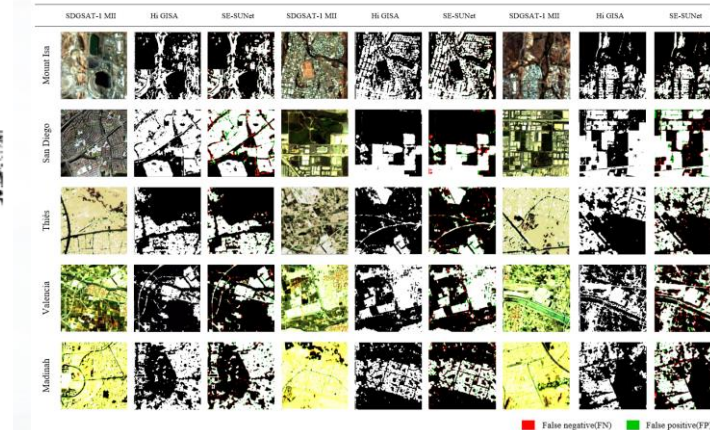 SDGSAT-1 MII Hi GISA SE-SUNet SDGSAT-1 MII Hi GISA SE-SUNet SDGSAT-1 MII Hi GISA SE-SUNet
Mount Isa
San Diego
Thiès
Valencia
Madinah
False negative(FN) False positive(FP)